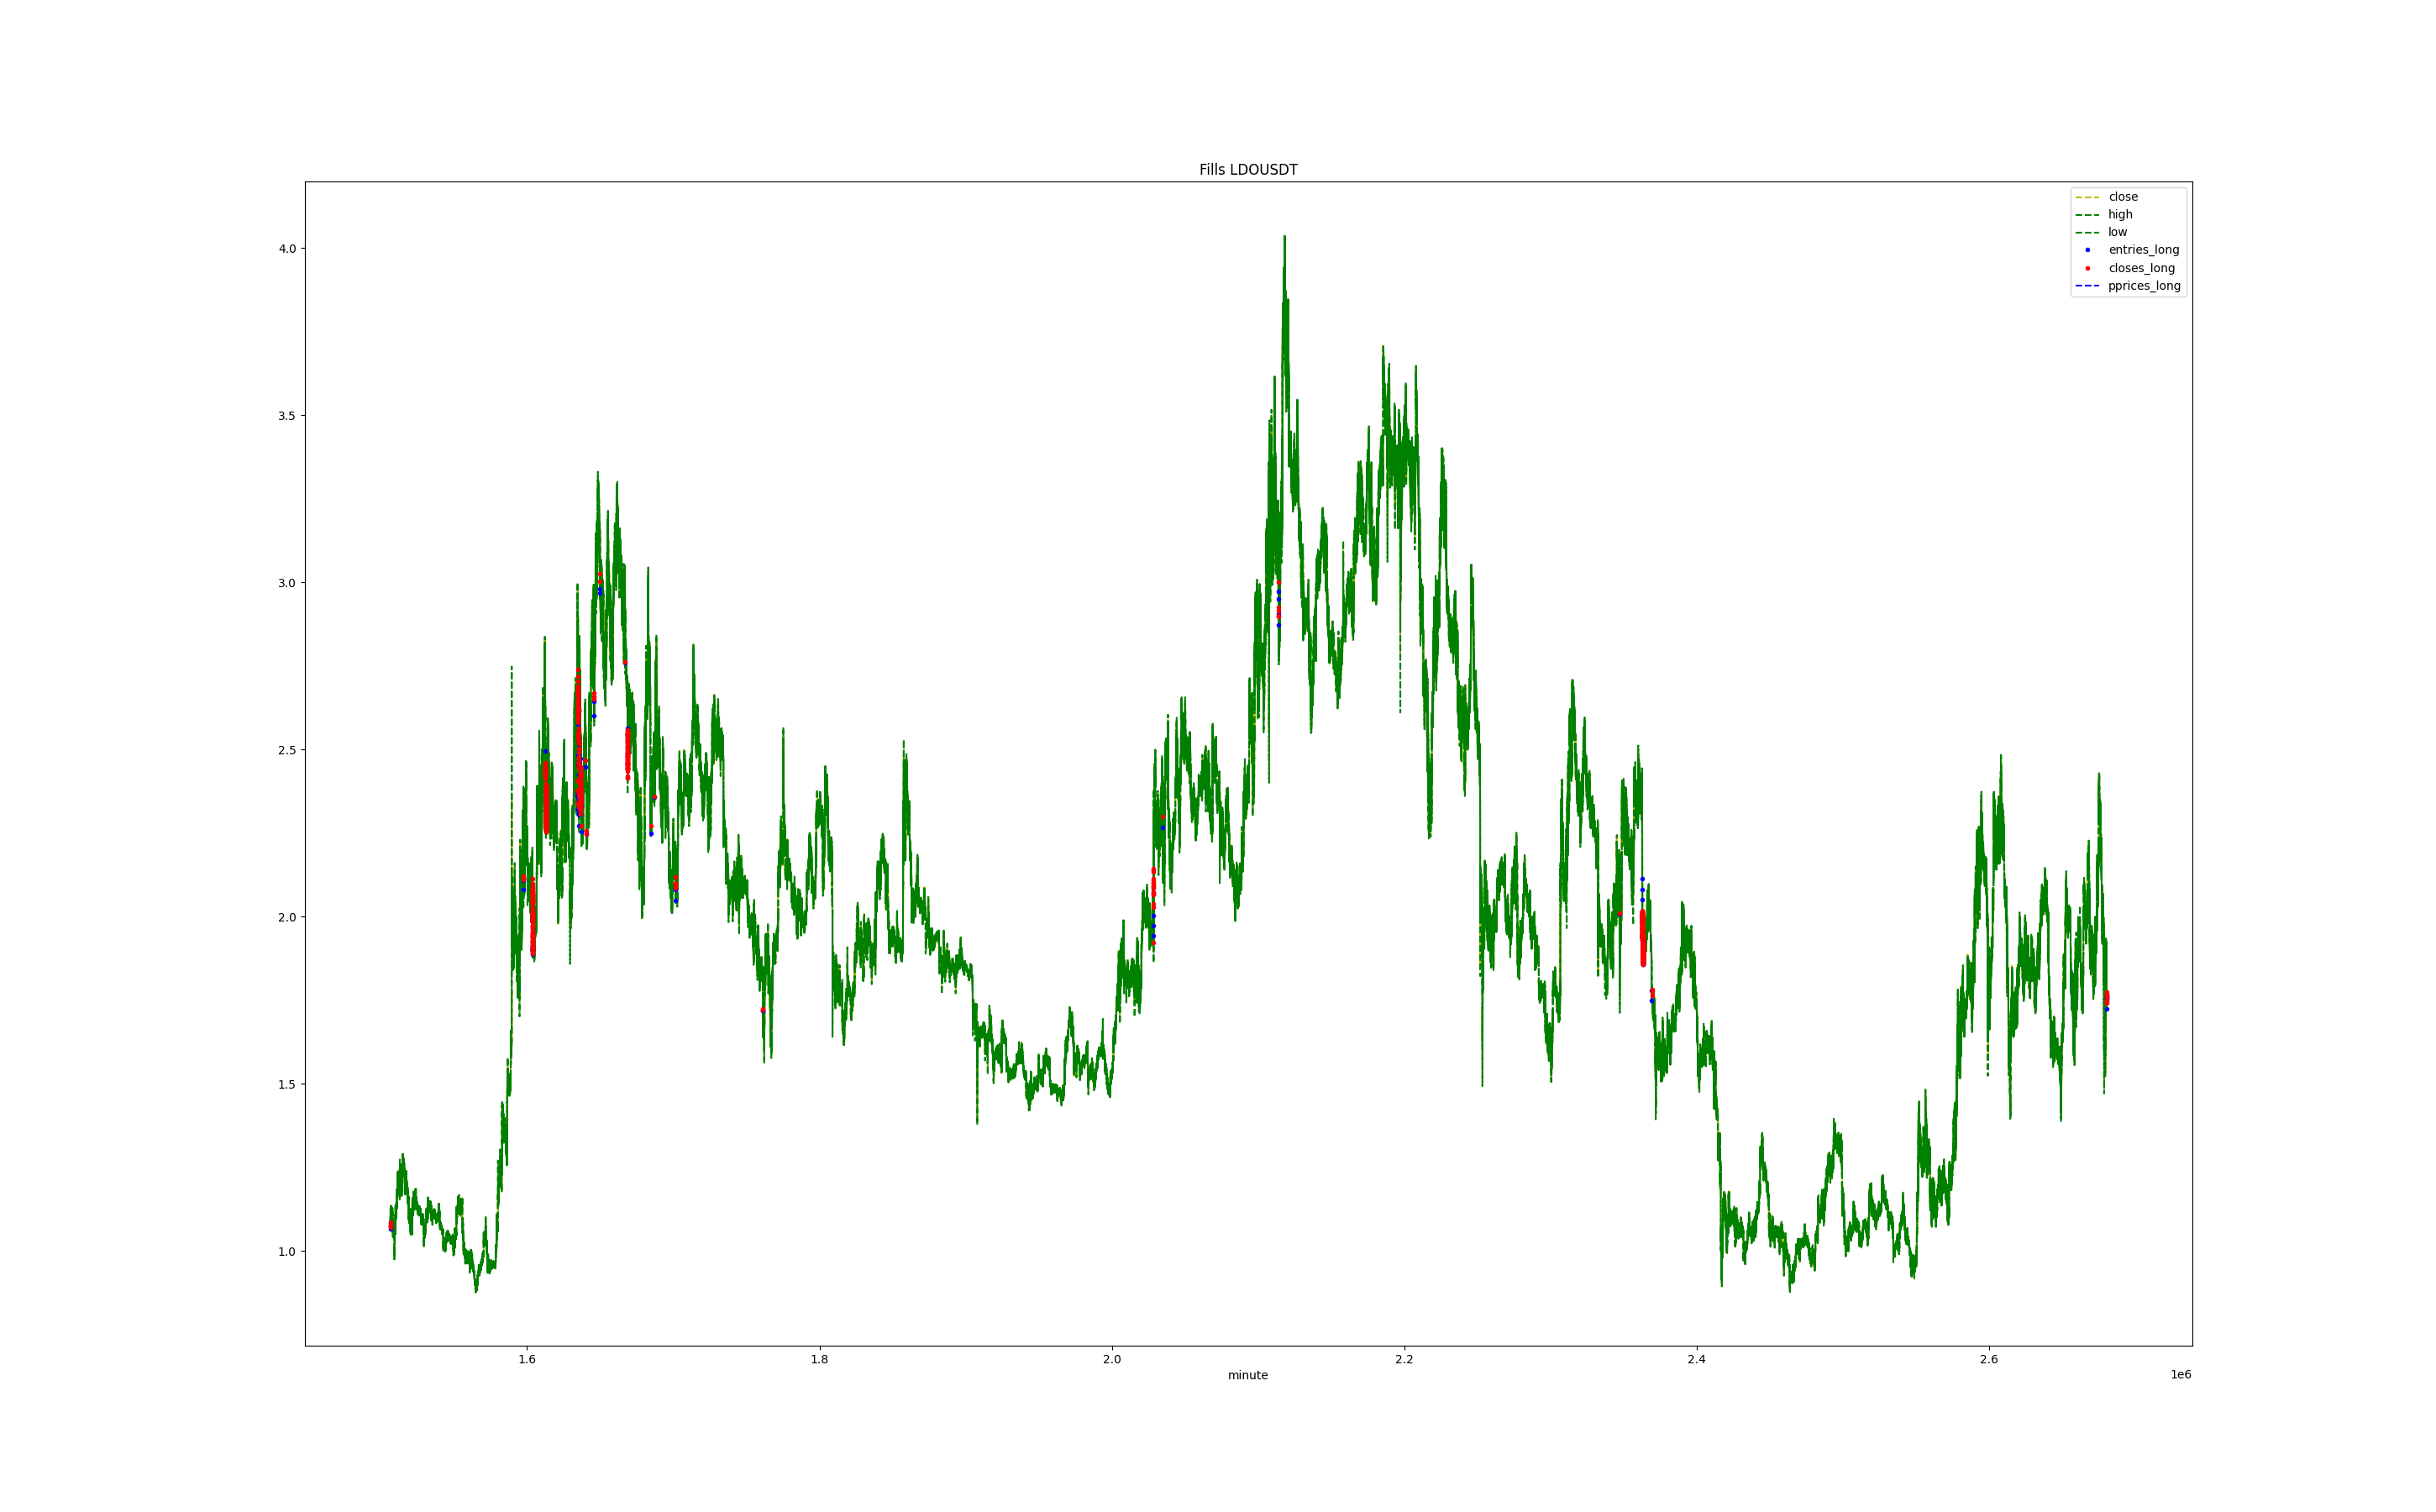 Fills LDOUSDT
close
high
low
entries_long
closes_long
pprices_long
4.0
3.5
3.0
2.5
2.0
1.5
1.0
1.6 1.8 2.0 2.2 2.4 2.6
minute
1e6